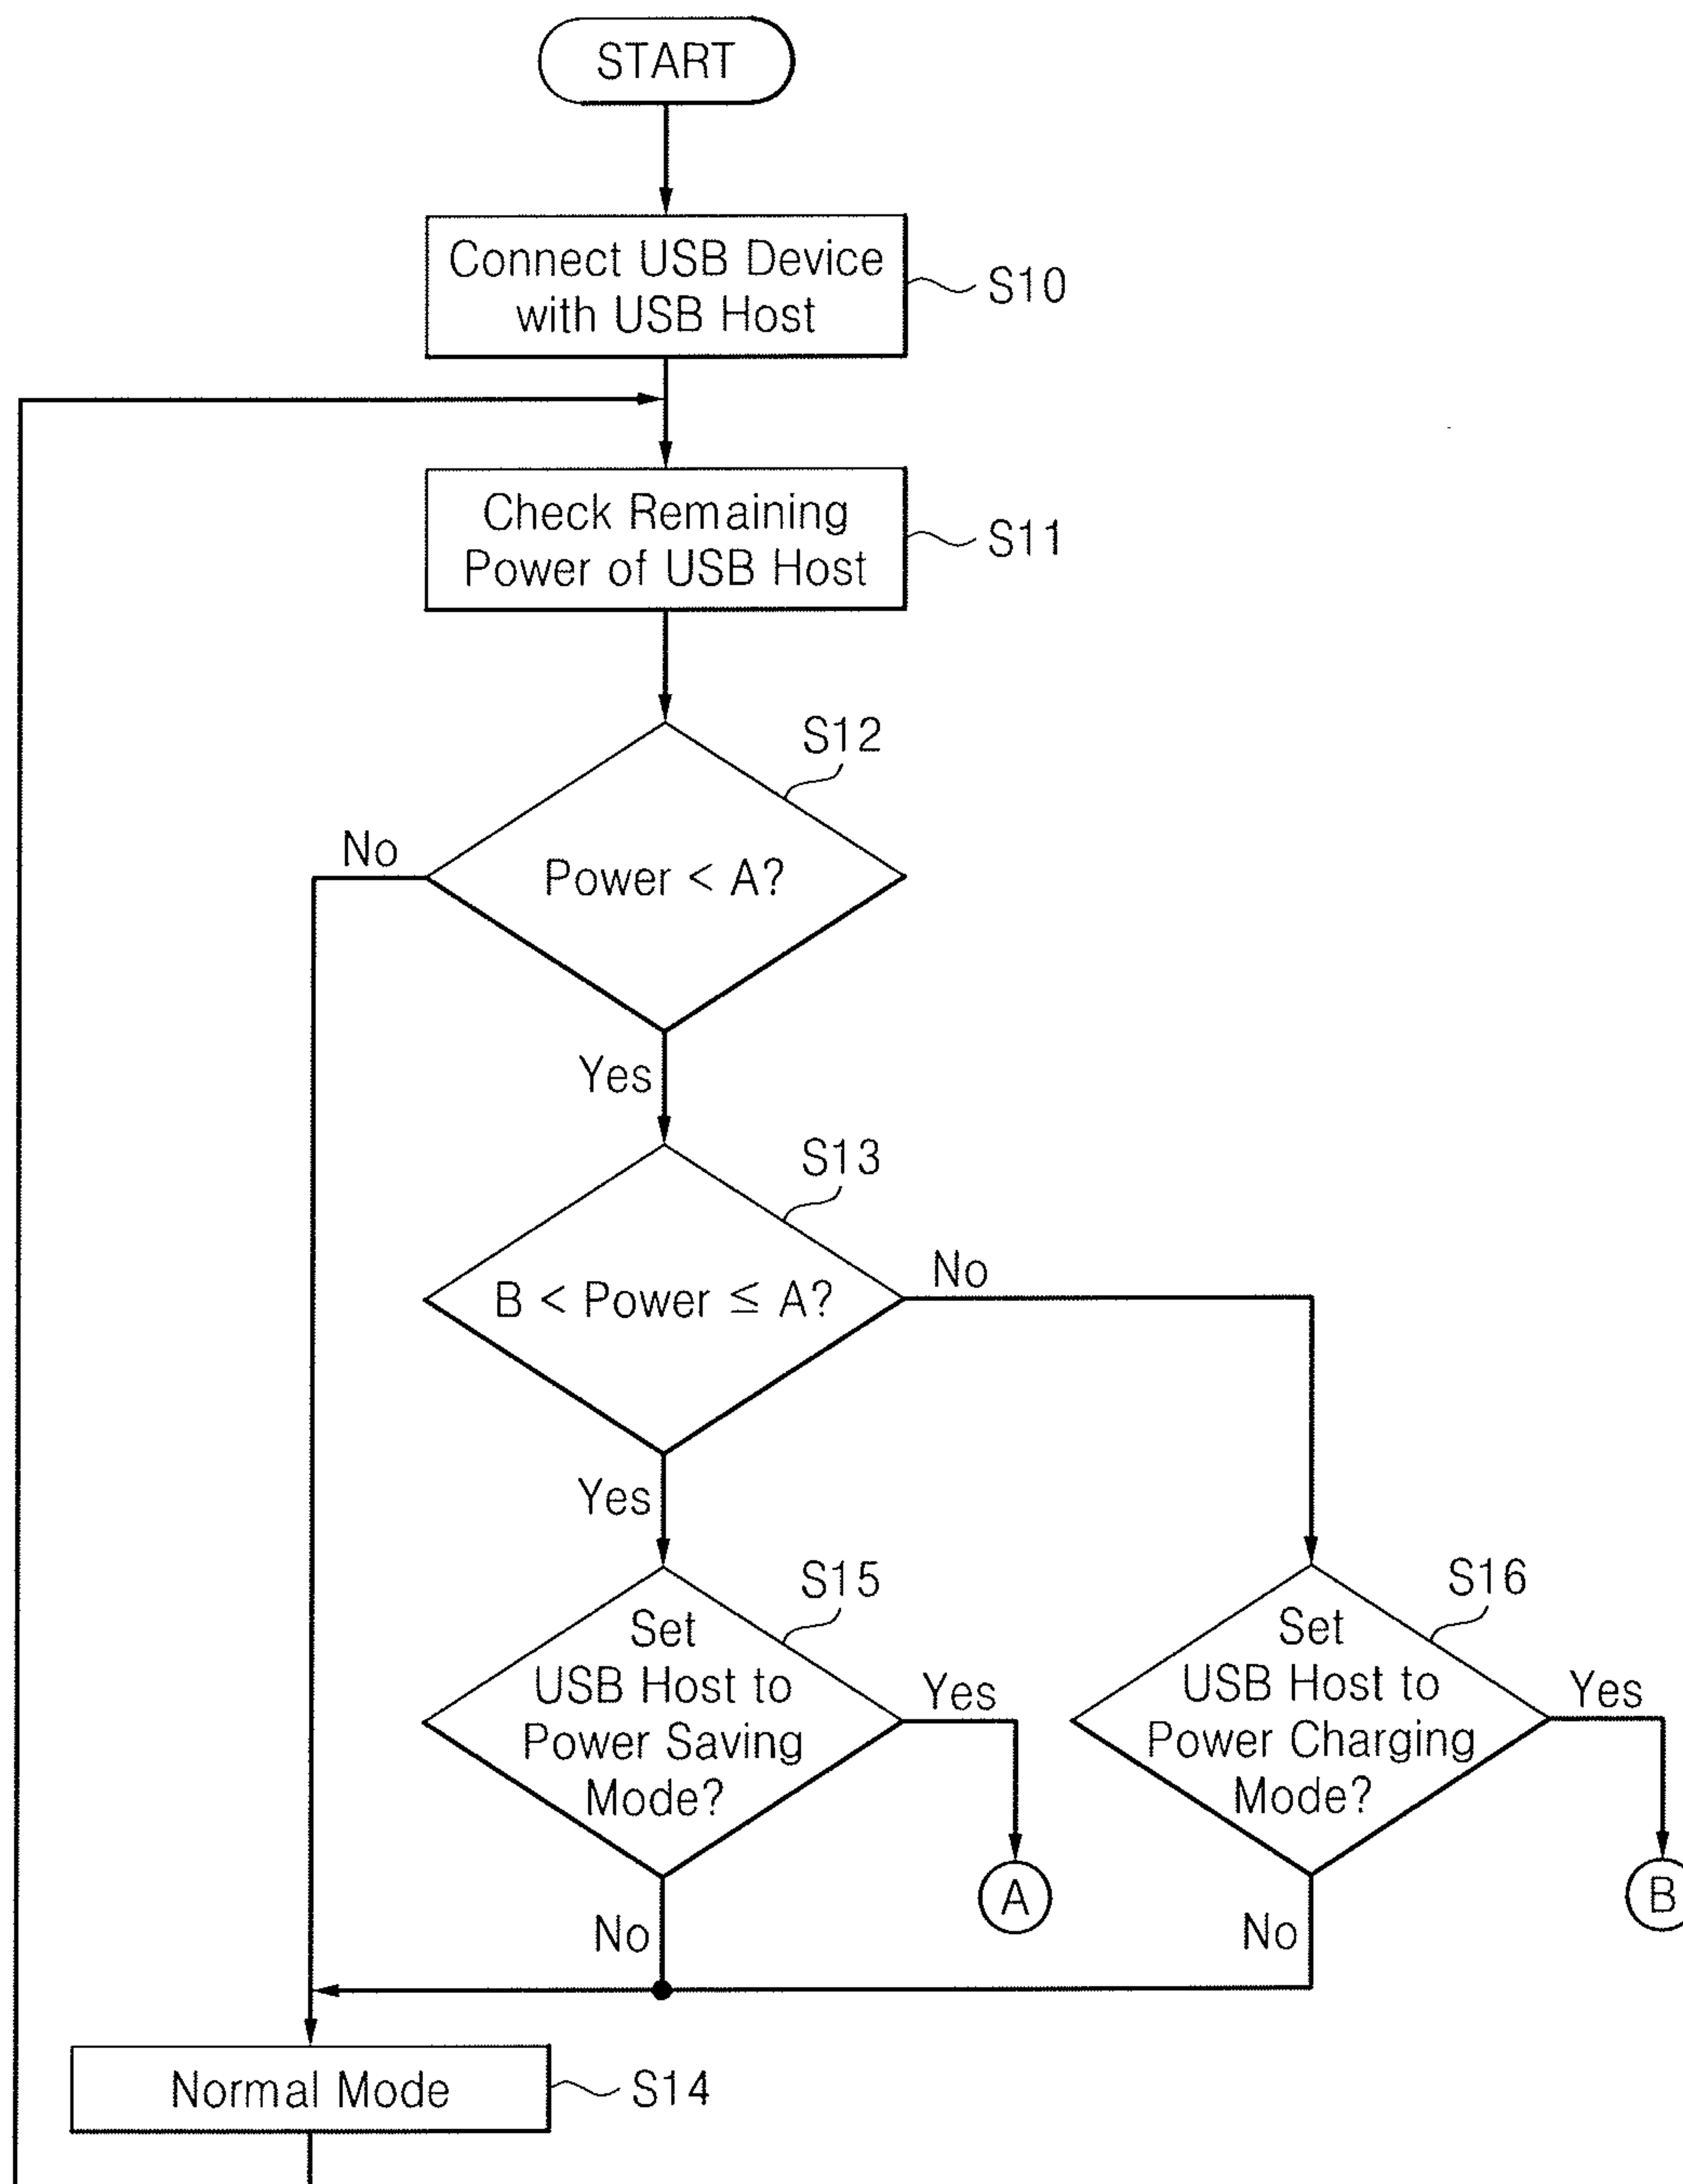 START
Connect USB Device
with USB Host
S10
Check Remaining
Power of USB Host
S11
S12
No
Power < A?
Yes
S13
No
B < Power ≤ A?
Yes
S15
Set
USB Host to
Power Saving
Mode?
Yes
A
No
S16
Set
USB Host to
Power Charging
Mode?
Yes
B
No
Normal Mode
S14